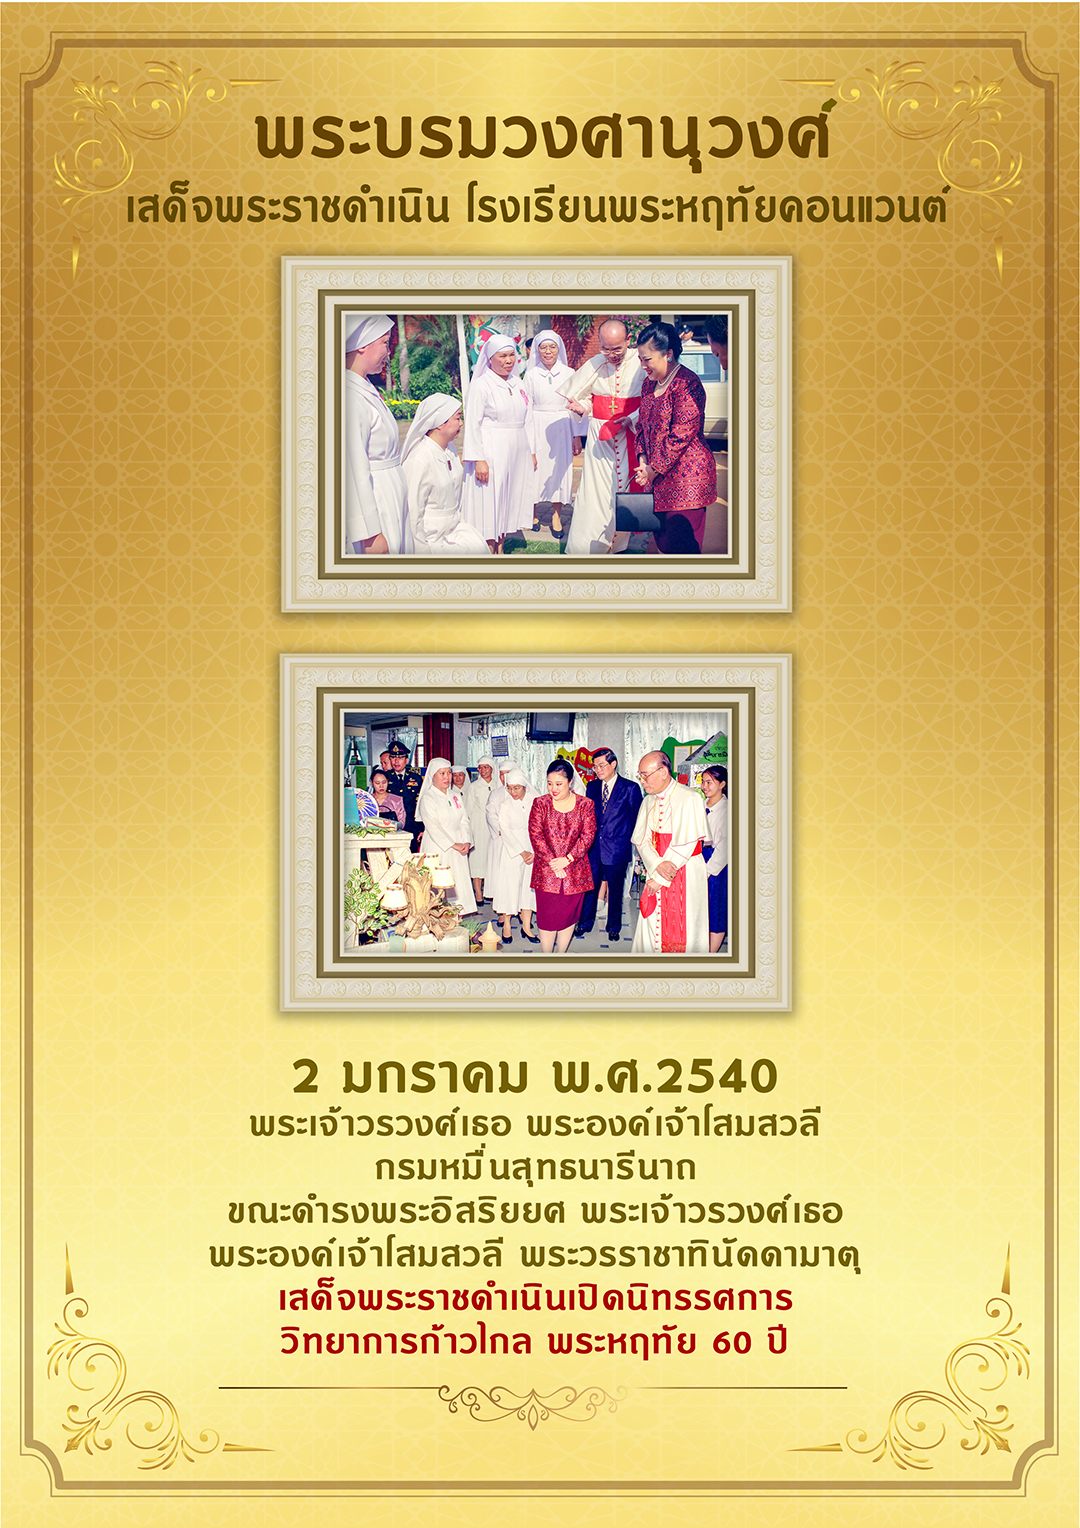 พระบรมวงศานุวงศ์
เสด็จพระราชดำเนิน โรงเรียนพระหฤทัยคอนแวนต์
2 มกราคม พ.ศ.2540
พระเจ้าวรวงศ์เธอ พระองค์เจ้าโสมสวลี
กรมหมื่นสุทธนารีนาถ
ขณะดำรงพระอิสริยยศ พระเจ้าวรวงศ์เธอ
พระองค์เจ้าโสมสวลี พระวรราชาทินัดดามาตุ
เสด็จพระราชดำเนินเปิดนิทรรศการ
วิทยาการก้าวไกล พระหฤทัย 60 ปี